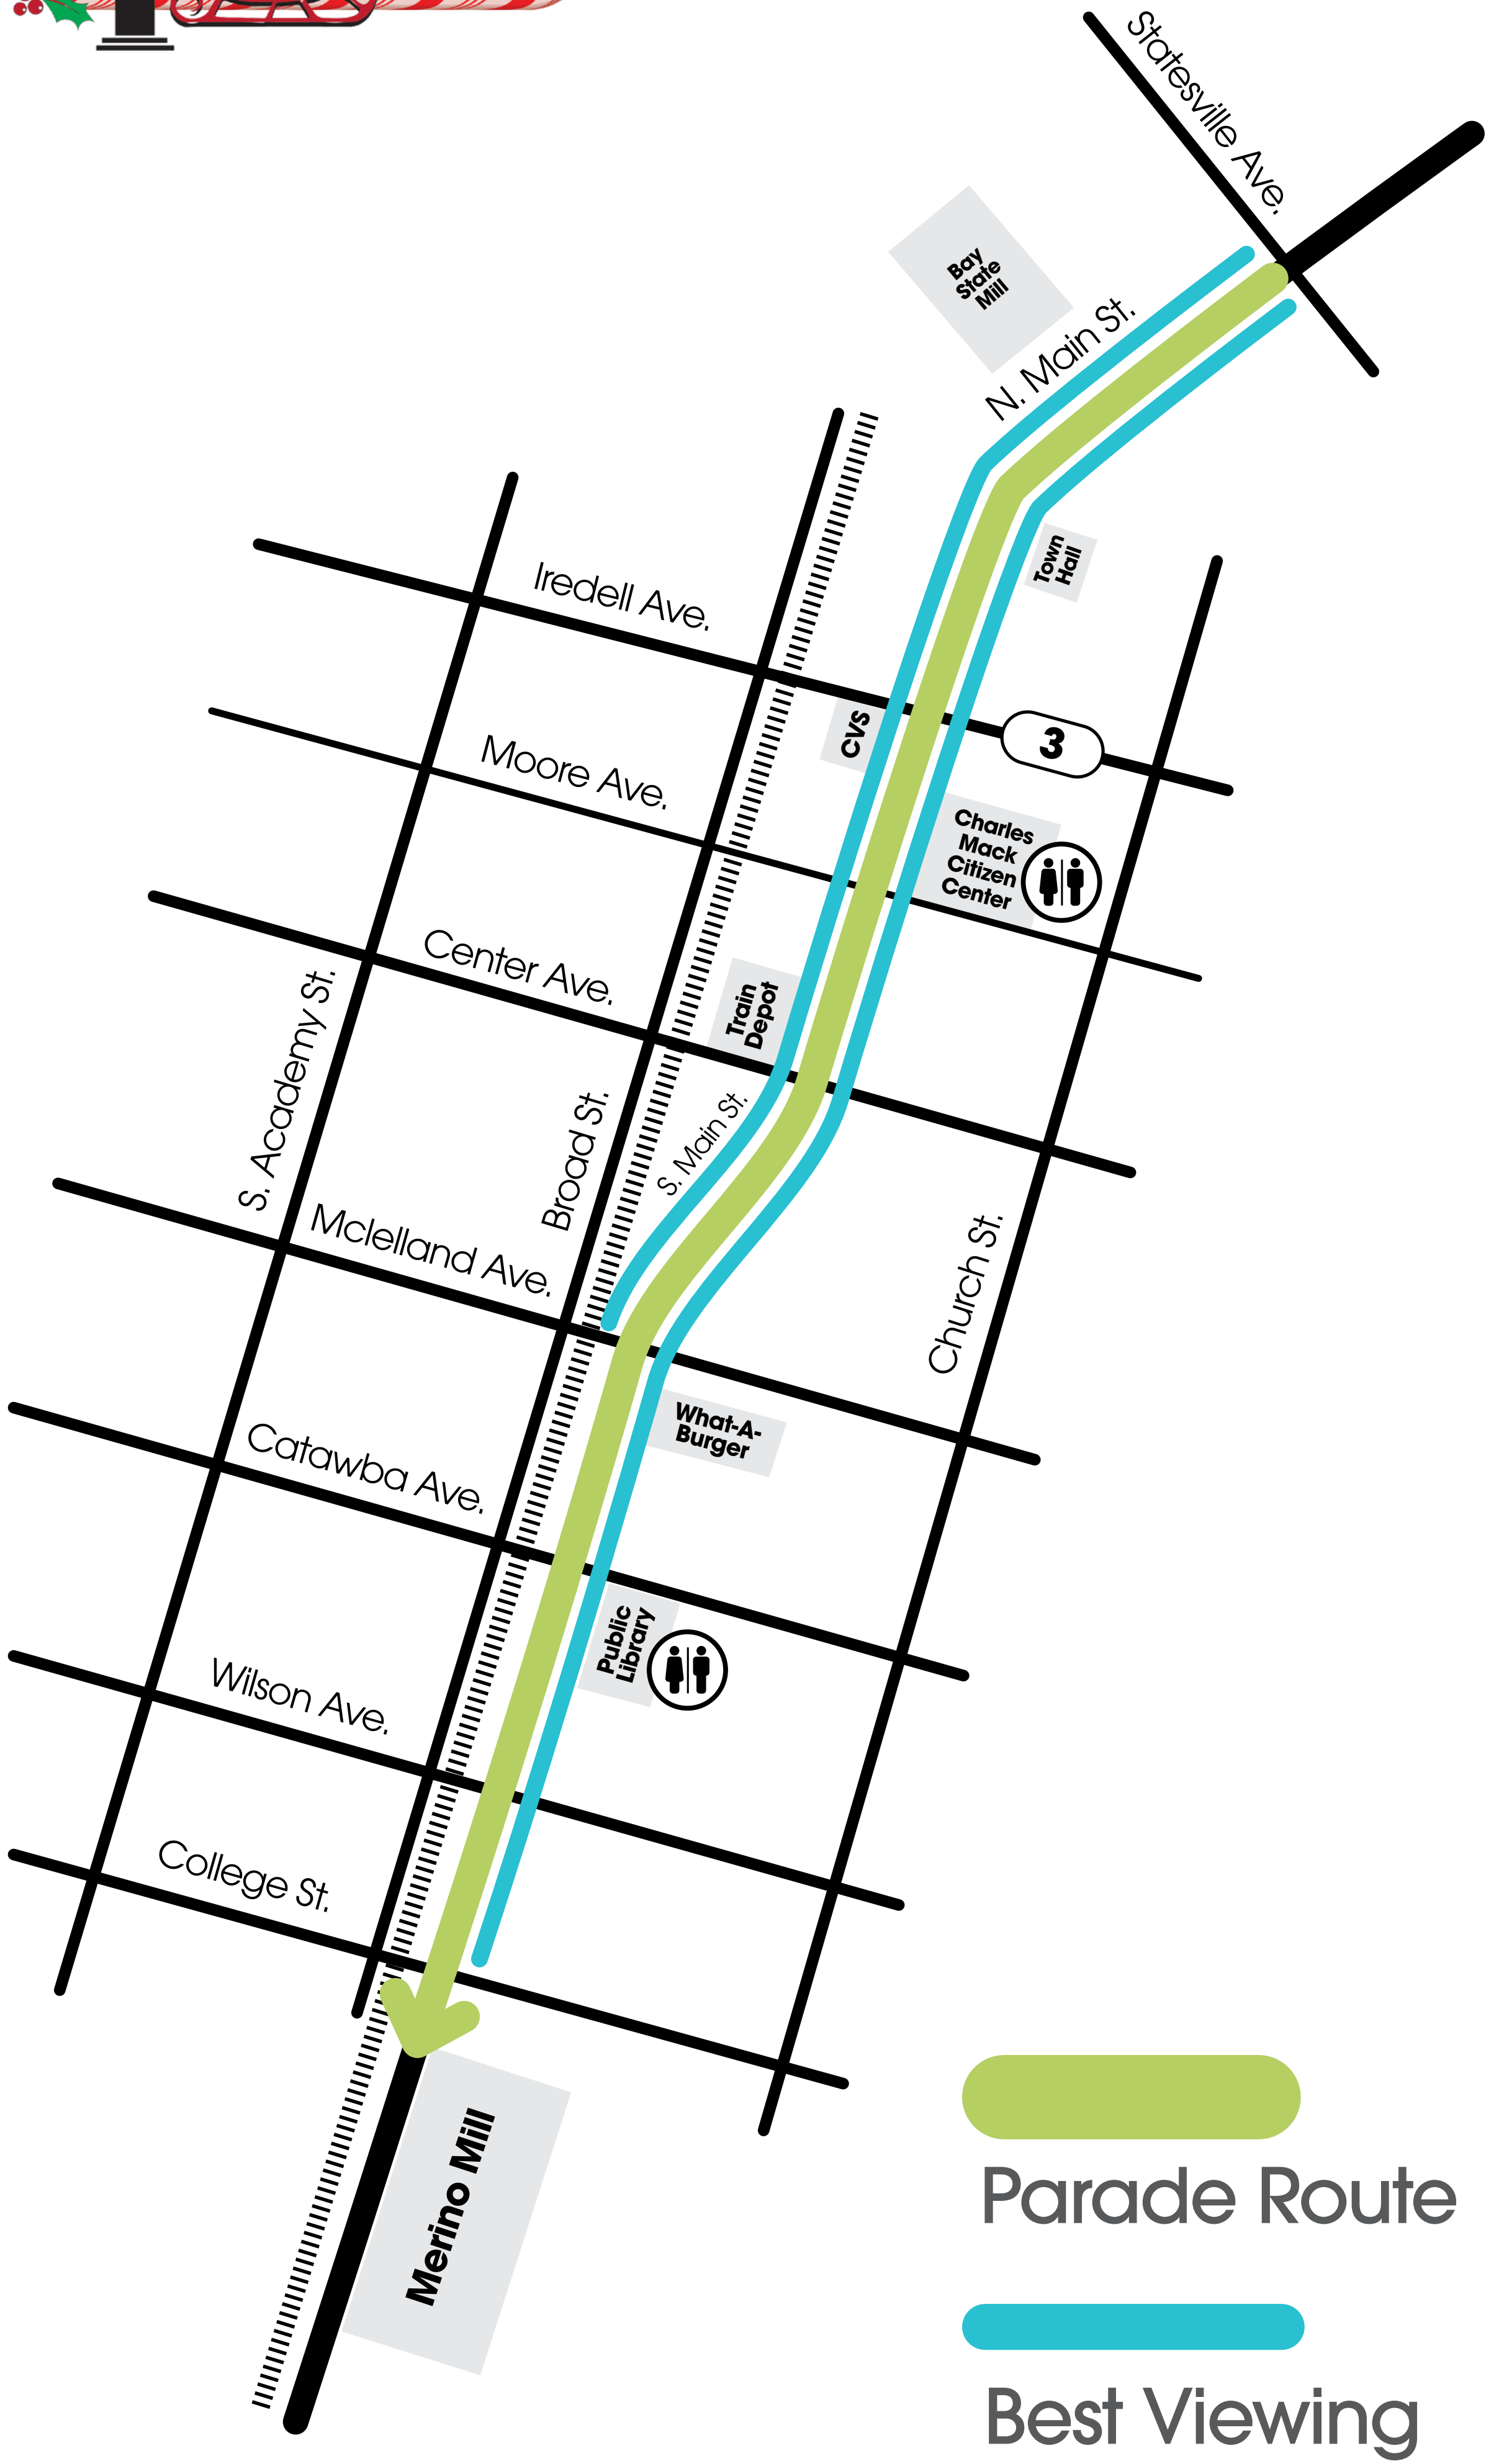 Statesville Ave.
Bay
State
Mill
N. Main St.
Town
Hall
Iredell Ave.
CVS
3
Moore Ave.
Charles
Mack
Citizen
Center
Center Ave.
Train
Depot
S. Academy St.
Broad St.
S. Main St.
Mclelland Ave.
Church St.
What-A-
Burger
Catawba Ave.
Public
Library
Wilson Ave.
College St.
Merino Mill
Parade Route
Best Viewing